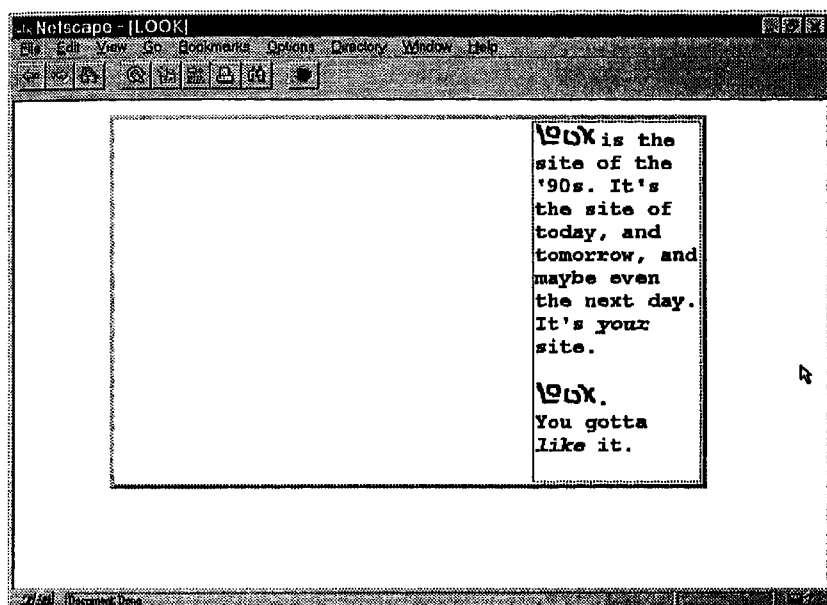 Netscape - [LOOK]
File Edit View Go Bookmarks Options Directory Window Help
LOOK is the
site of the
'90s. It's
the site of
today, and
tomorrow, and
maybe even
the next day.
It's your
site.
LOOK.
You gotta
like it.
Document: Done